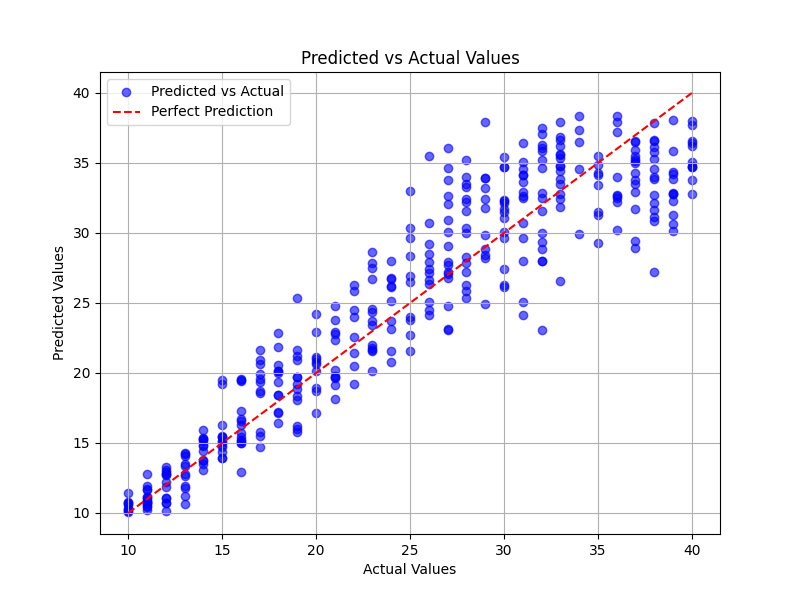 Predicted vs Actual Values
Predicted vs Actual
Perfect Prediction
40
35
30
25
20
15
10
Predicted Values
10 15 20 25 30 35 40
Actual Values